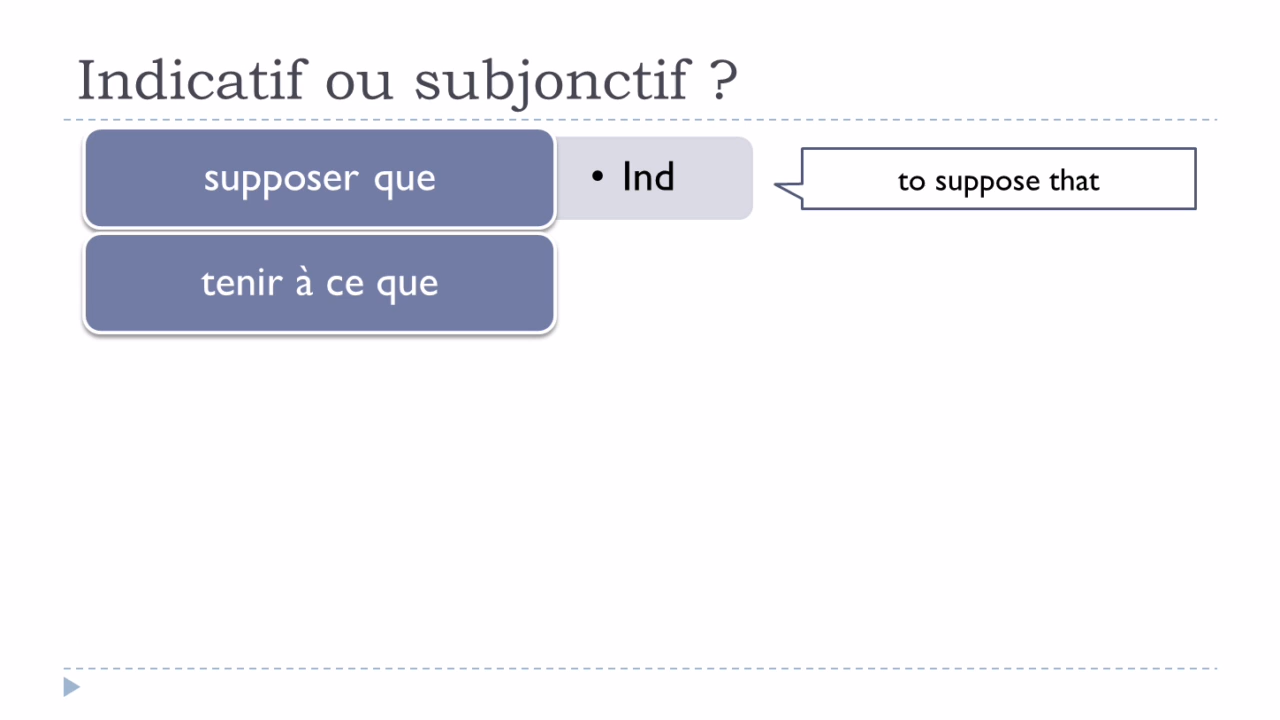 Indicatif ou subjonctif ?
supposer que
• Ind
to suppose that
tenir à ce que